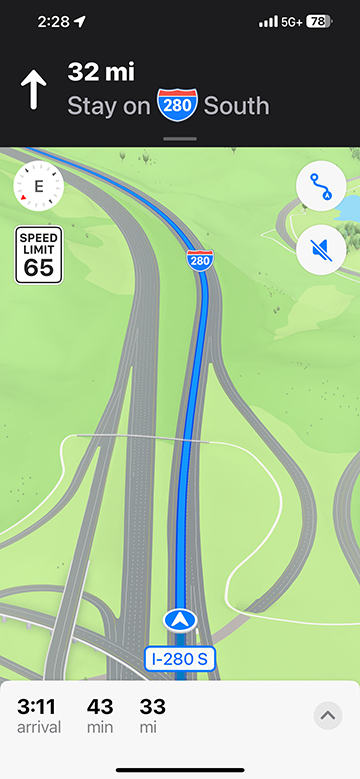 2:28 5G+ 78
32 mi
Stay on 280 South
E
SPEED
LIMIT
65
280
I-280 S
3:11 43 33
arrival min mi